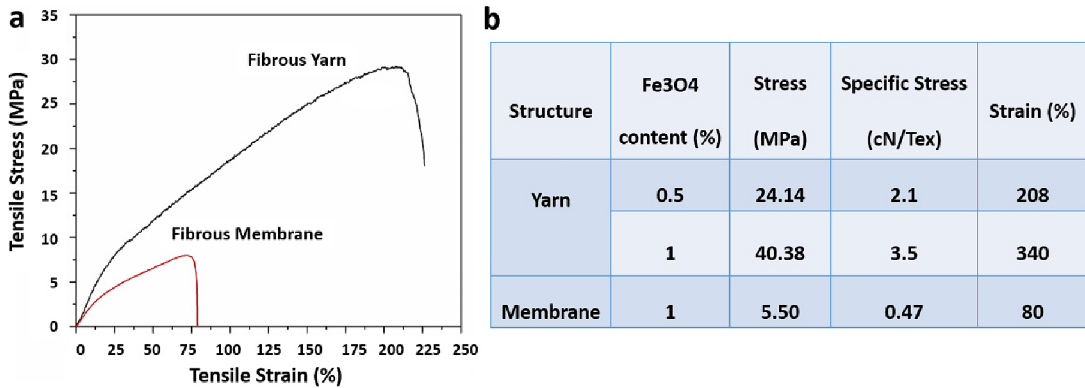 a
35
30
25
20
15
10
5
0
Tensile Stress (MPa)
Fibrous Yarn
Fibrous Membrane
0 25 50 75 100 125 150 175 200 225 250
Tensile Strain (%)
b
Structure Fe3O4 content (%) Stress (MPa) Specific Stress (cN/Tex) Strain (%)
Yarn 0.5 24.14 2.1 208
1 40.38 3.5 340
Membrane 1 5.50 0.47 80